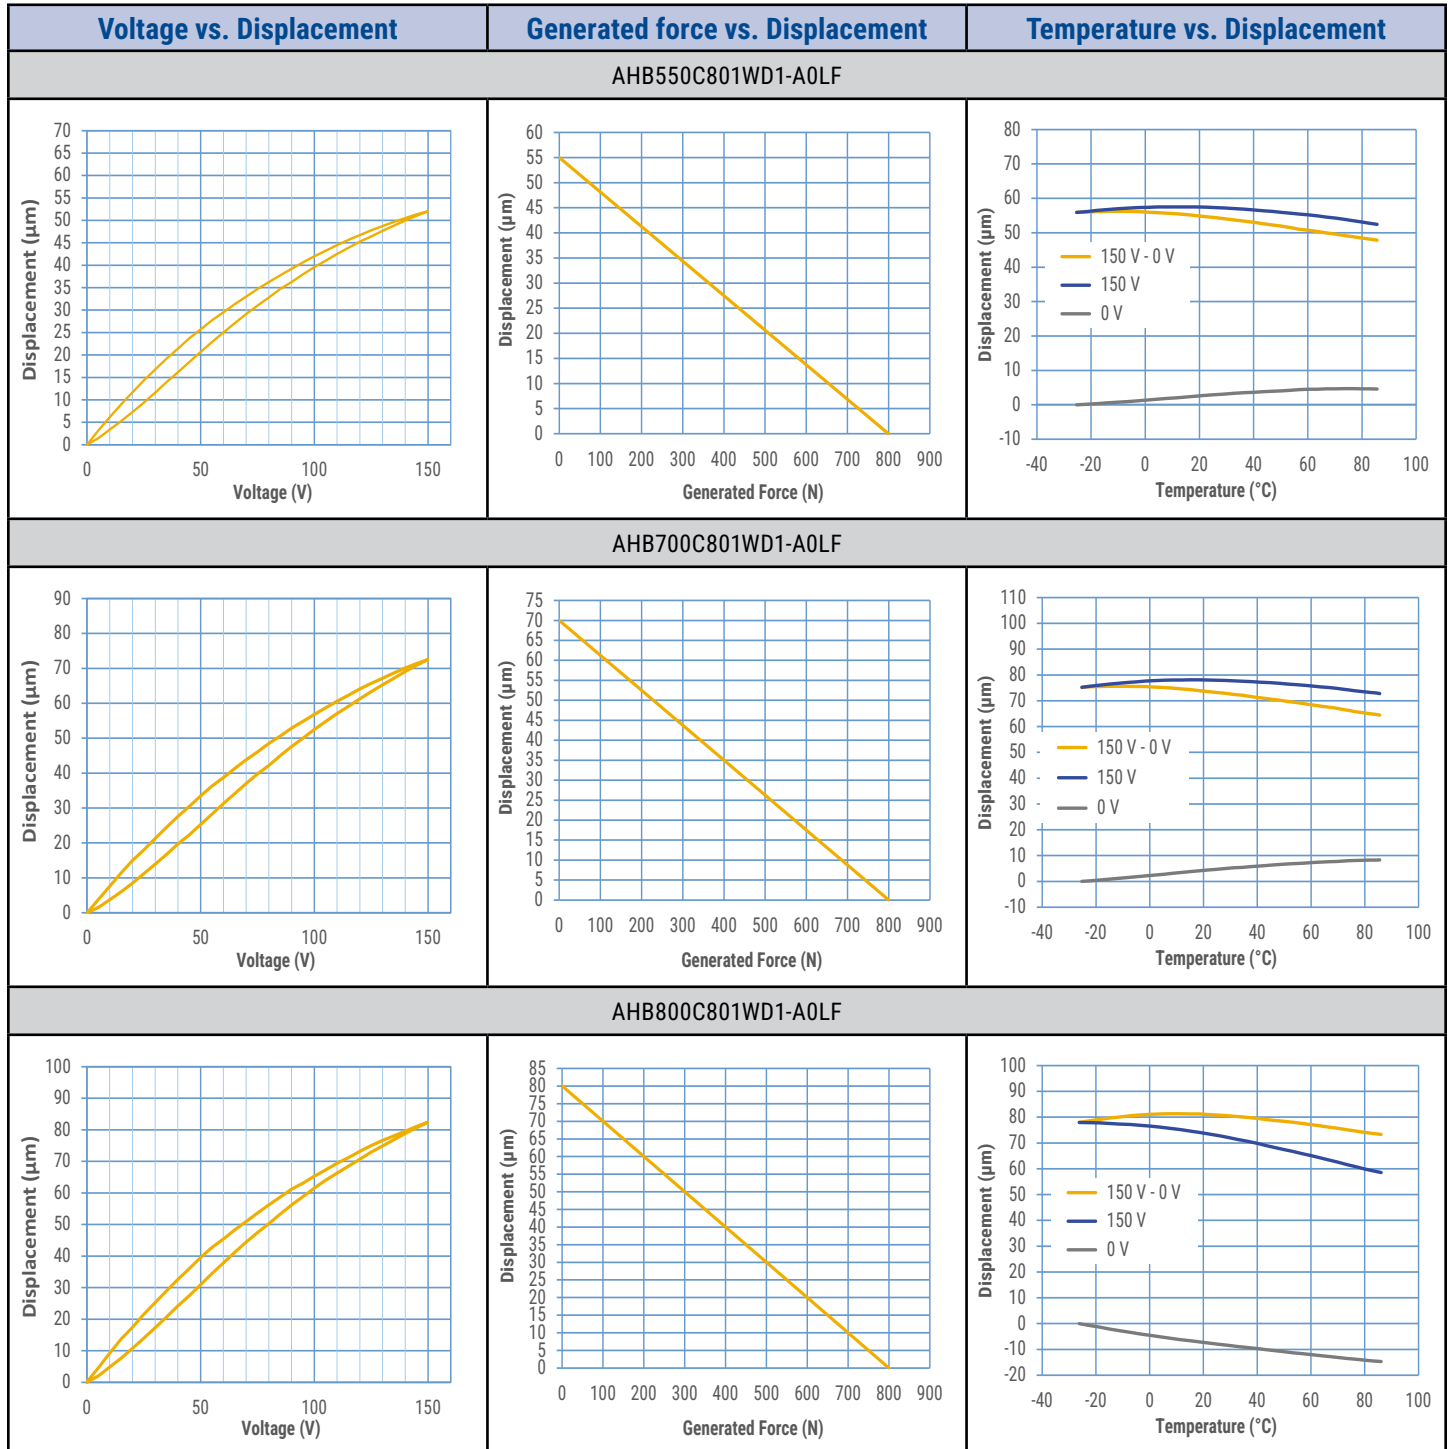 Voltage vs. Displacement
Generated force vs. Displacement
Temperature vs. Displacement
AHB550C801WD1-A0LF
Displacement (µm)
70
65
60
55
50
45
40
35
30
25
20
15
10
5
0
0 50 100 150
Voltage (V)
Displacement (µm)
60
55
50
45
40
35
30
25
20
15
10
5
0
0 100 200 300 400 500 600 700 800 900
Generated Force (N)
Displacement (µm)
80
70
60
50
40
30
20
10
0
-10
150 V - 0 V
150 V
0 V
-40 -20 0 20 40 60 80 100
Temperature (°C)
AHB700C801WD1-A0LF
Displacement (µm)
90
80
70
60
50
40
30
20
10
0
0 50 100 150
Voltage (V)
Displacement (µm)
75
70
65
60
55
50
45
40
35
30
25
20
15
10
5
0
0 100 200 300 400 500 600 700 800 900
Generated Force (N)
Displacement (µm)
110
100
90
80
70
60
50
40
30
20
10
0
-10
150 V - 0 V
150 V
0 V
-40 -20 0 20 40 60 80 100
Temperature (°C)
AHB800C801WD1-A0LF
Displacement (µm)
100
90
80
70
60
50
40
30
20
10
0
0 50 100 150
Voltage (V)
Displacement (µm)
85
80
75
70
65
60
55
50
45
40
35
30
25
20
15
10
5
0
0 100 200 300 400 500 600 700 800 900
Generated Force (N)
Displacement (µm)
100
90
80
70
60
50
40
30
20
10
0
-10
-20
150 V - 0 V
150 V
0 V
-40 -20 0 20 40 60 80 100
Temperature (°C)